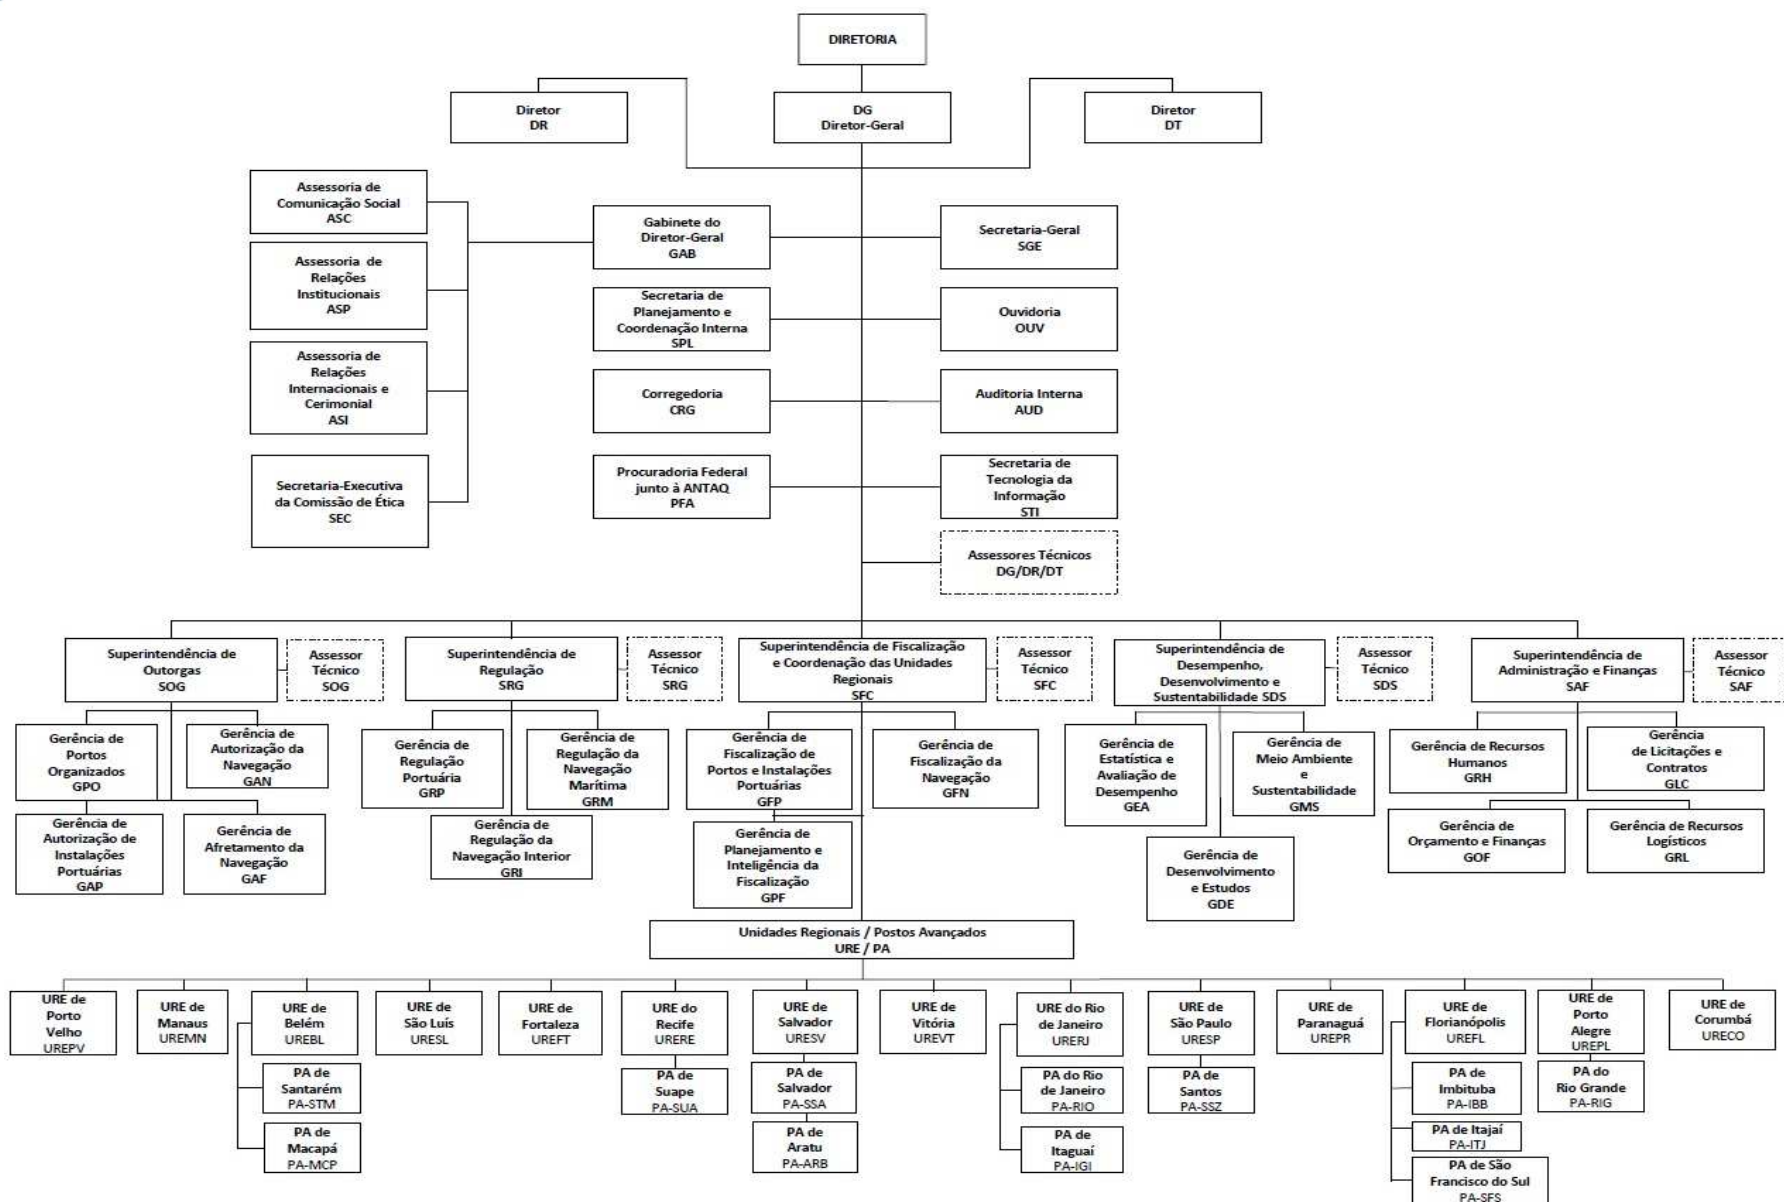 DIRETORIA
Diretor
DR
DG
Diretor-Geral
Diretor
DT
Assessoria de
Comunicação Social
ASC
Gabinete do
Diretor-Geral
GAB
Secretaria-Geral
SGE
Assessoria de
Relações
Institucionais
ASP
Secretaria de
Planejamento e
Coordenação Interna
SPL
Ouvidoria
OUV
Assessoria de
Relações
Internacionais e
Cerimonial
ASI
Corregedoria
CRG
Auditoria Interna
AUD
Secretaria-Executiva
da Comissão de Ética
SEC
Procuradoria Federal
junto à ANTAQ
PFA
Secretaria de
Tecnologia da
Informação
STI
Assessores Técnicos
DG/DR/DT
Superintendência de
Outorgas
SOG
Assessor
Técnico
SOG
Superintendência de
Regulação
SRG
Assessor
Técnico
SRG
Superintendência de Fiscalização
e Coordenação das Unidades
Regionais
SFC
Assessor
Técnico
SFC
Superintendência de
Desempenho,
Desenvolvimento e
Sustentabilidade SDS
Assessor
Técnico
SDS
Superintendência de
Administração e Finanças
SAF
Assessor
Técnico
SAF
Gerência de
Portos
Organizados
GPO
Gerência de
Autorização da
Navegação
GAN
Gerência de
Regulação
Portuária
GRP
Gerência de
Regulação da
Navegação
Marítima
GRM
Gerência de
Fiscalização de
Portos e Instalações
Portuárias
GFP
Gerência de
Fiscalização da
Navegação
GFN
Gerência de
Estatística e
Avaliação de
Desempenho
GEA
Gerência de
Meio Ambiente
e
Sustentabilidade
GMS
Gerência de Recursos
Humanos
GRH
Gerência
de Licitações e
Contratos
GLC
Gerência de
Autorização de
Instalações
Portuárias
GAP
Gerência de
Afretamento da
Navegação
GAF
Gerência de
Regulação da
Navegação Interior
GRI
Gerência de
Planejamento e
Inteligência da
Fiscalização
GPF
Gerência de
Desenvolvimento
e Estudos
GDE
Gerência de
Orçamento e Finanças
GOF
Gerência de Recursos
Logísticos
GRL
Unidades Regionais / Postos Avançados
URE / PA
URE de
Porto
Velho
UREPV
URE de
Manaus
UREMN
URE de
Belém
UREBL
URE de
São Luís
URESL
URE de
Fortaleza
UREFT
URE do
Recife
URERE
URE de
Salvador
URESV
URE de
Vitória
UREVT
URE do Rio
de Janeiro
URERJ
URE de
São Paulo
URESP
URE de
Paranaguá
UREPR
URE de
Florianópolis
UREFL
URE de
Porto
Alegre
UREPL
URE de
Corumbá
URECO
PA de
Santarém
PA-STM
PA de
Suape
PA-SUA
PA de
Salvador
PA-SSA
PA do Rio
de Janeiro
PA-RIO
PA de
Santos
PA-SSZ
PA de
Imbituba
PA-IBB
PA do
Rio Grande
PA-RIG
PA de
Macapá
PA-MCP
PA de
Aratu
PA-ARB
PA de
Itaguaí
PA-IGI
PA de Itajaí
PA-ITJ
PA de São
Francisco do Sul
PA-SFS